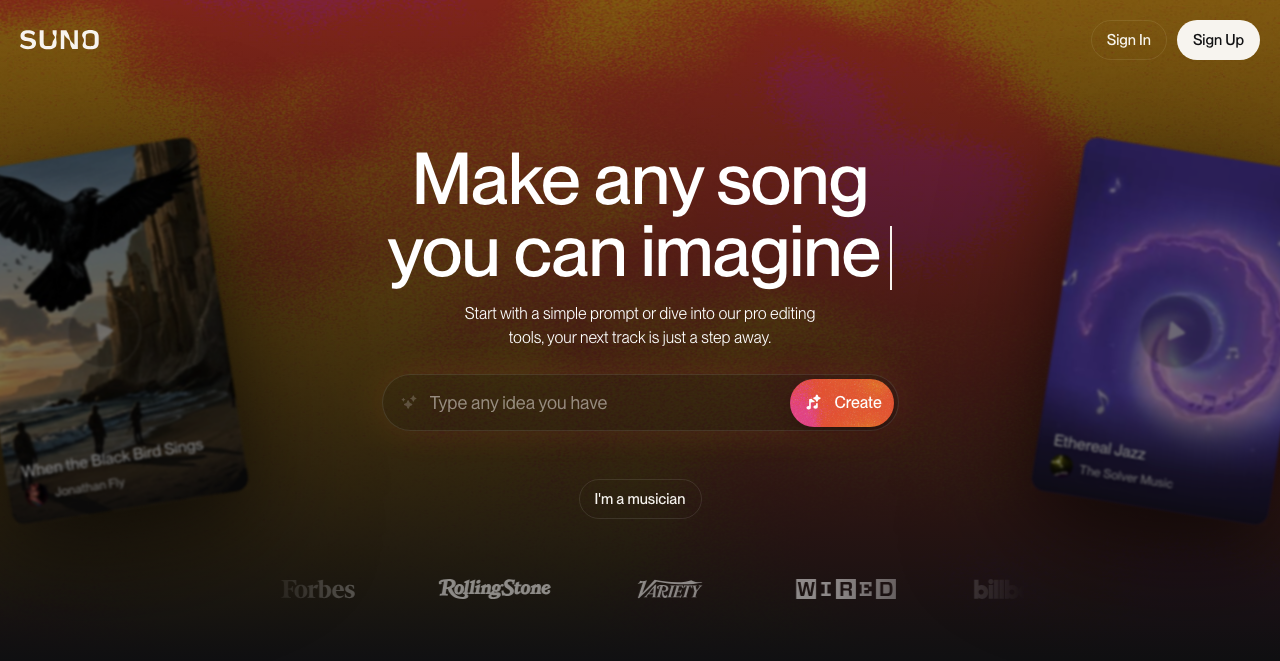 SUNO
Sign In
Sign Up
Make any song
you can imagine
Start with a simple prompt or dive into our pro editing
tools, your next track is just a step away.
Type any idea you have
Create
I'm a musician
When the Black Bird Sings
Jonathan Fly
Ethereal Jazz
The Solver Music
Forbes
RollingStone
VARIETY
WIRED
billb